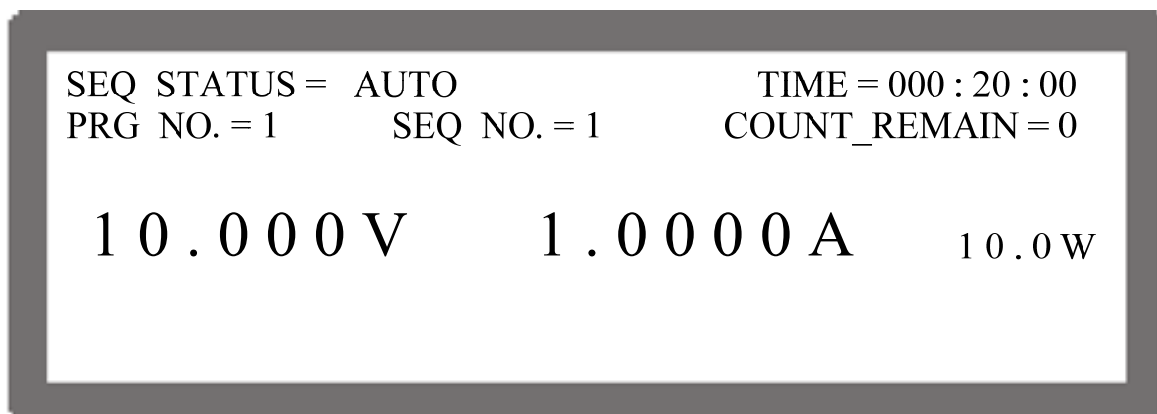 SEQ STATUS = AUTO TIME = 000 : 20 : 00
PRG NO. = 1 SEQ NO. = 1 COUNT_REMAIN = 0
10.000V 1.0000A 10.0W